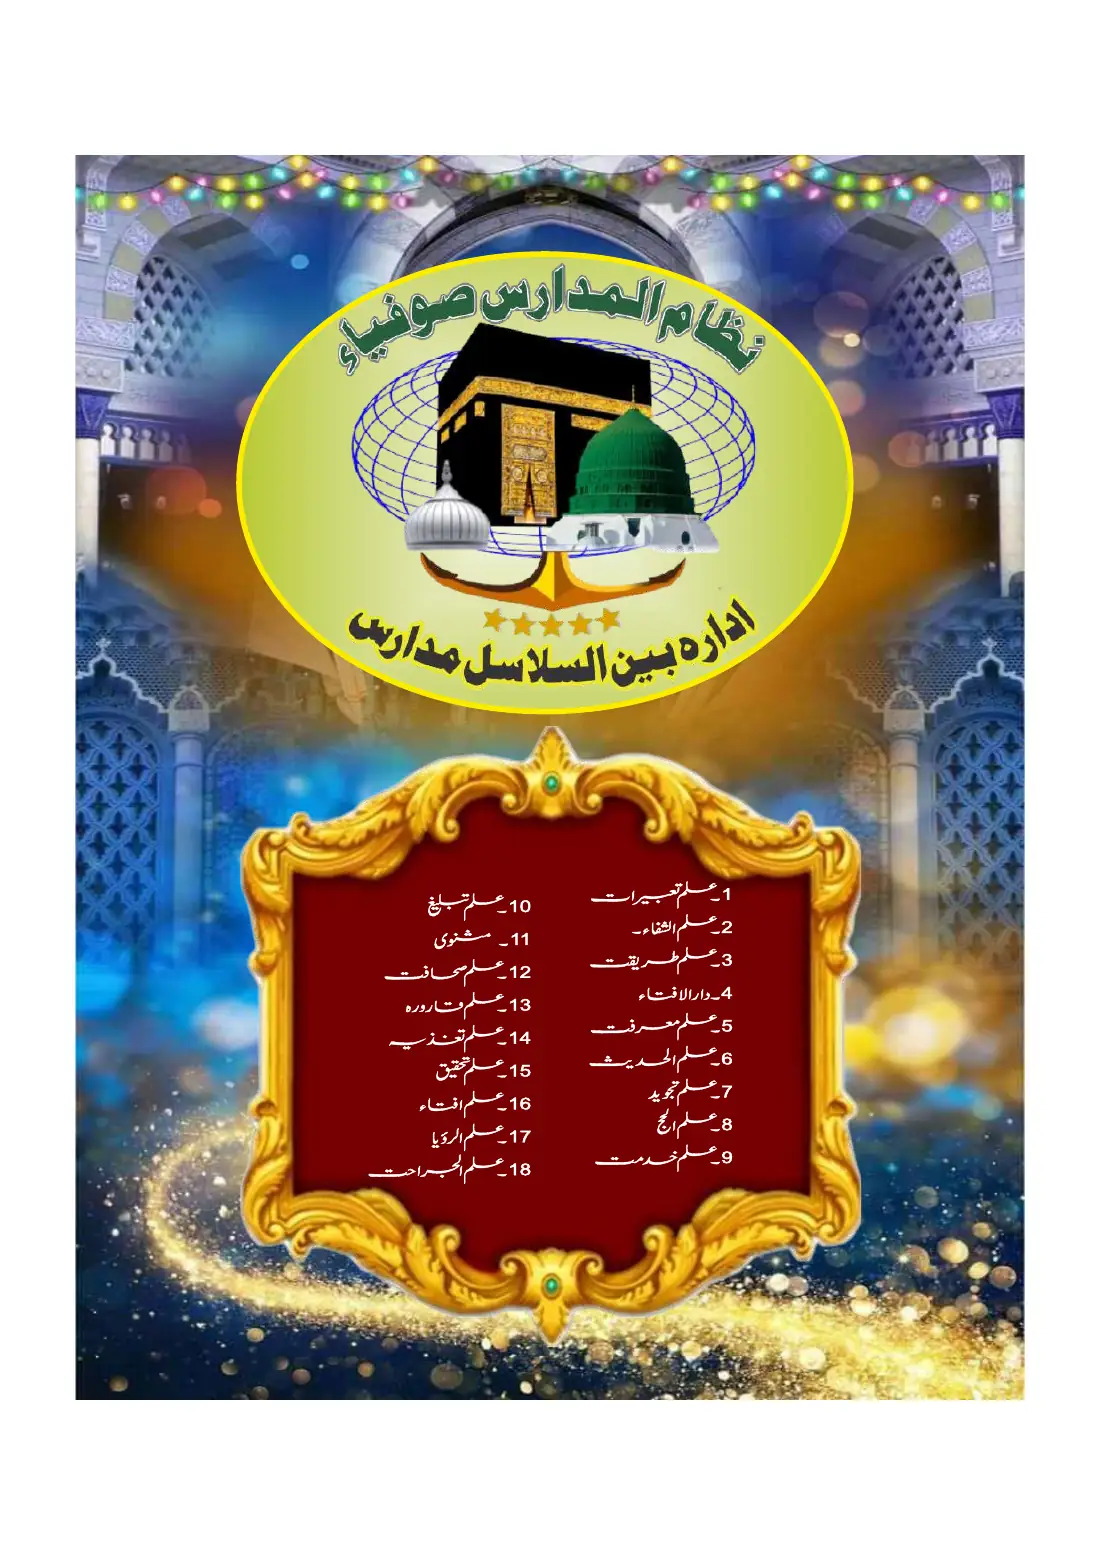 نظام المدارس صوفیاء
ادارہ بین السلاسل مدارس
1۔علم تعبیرات
2۔علم الشفاء۔
3۔علم طریقت
4۔دارالافتاء
5۔علم معرفت
6۔علم الحدیث
7۔علم تجوید
8۔علم الحج
9۔علم خدمت
10۔علم تبلیغ
11۔ مثنوی
12۔علم صحافت
13۔علم قارورہ
14۔علم تغذیہ
15۔علم تحقیق
16۔علم افتاء
17۔علم الرؤیا
18۔علم الجراحت